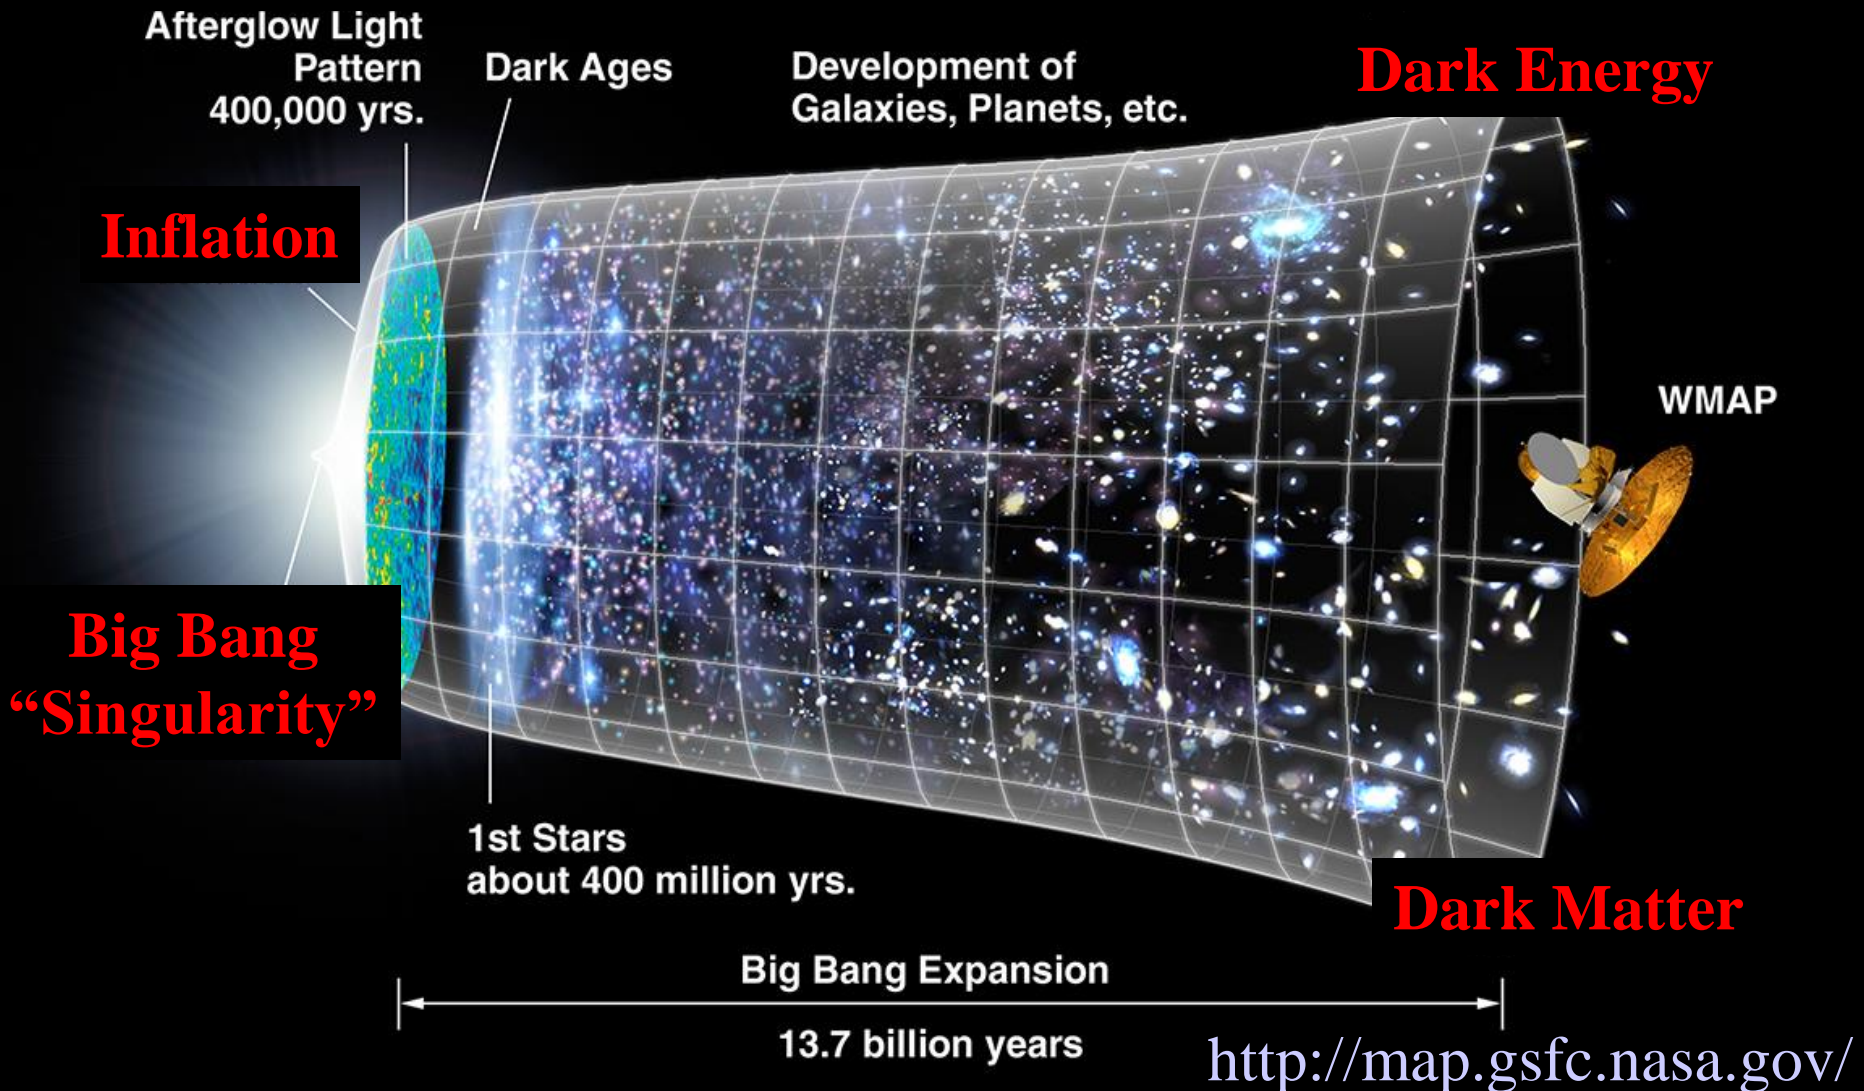 Afterglow Light
Pattern
400,000 yrs.
Dark Ages
Development of
Galaxies, Planets, etc.
Dark Energy
Inflation
WMAP
Big Bang
“Singularity”
1st Stars
about 400 million yrs.
Dark Matter
Big Bang Expansion
13.7 billion years
http://map.gsfc.nasa.gov/